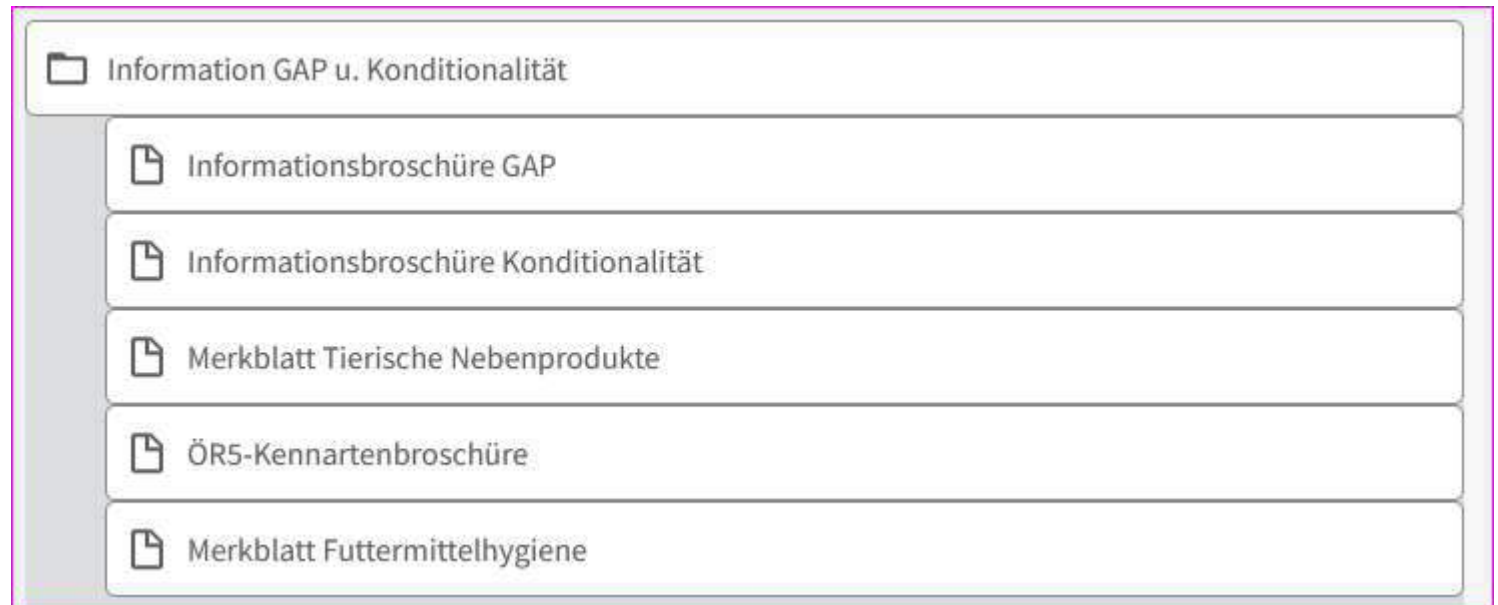 Information GAP u. Konditionalität
Informationsbroschüre GAP
Informationsbroschüre Konditionalität
Merkblatt Tierische Nebenprodukte
ÖR5-Kennartenbroschüre
Merkblatt Futtermittelhygiene